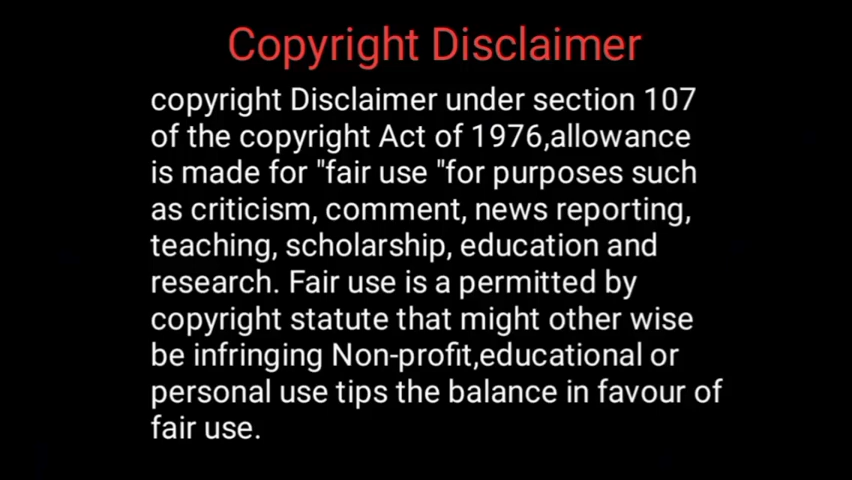 Copyright Disclaimer
copyright Disclaimer under section 107
of the copyright Act of 1976,allowance
is made for "fair use "for purposes such
as criticism, comment, news reporting,
teaching, scholarship, education and
research. Fair use is a permitted by
copyright statute that might other wise
be infringing Non-profit,educational or
personal use tips the balance in favour of
fair use.